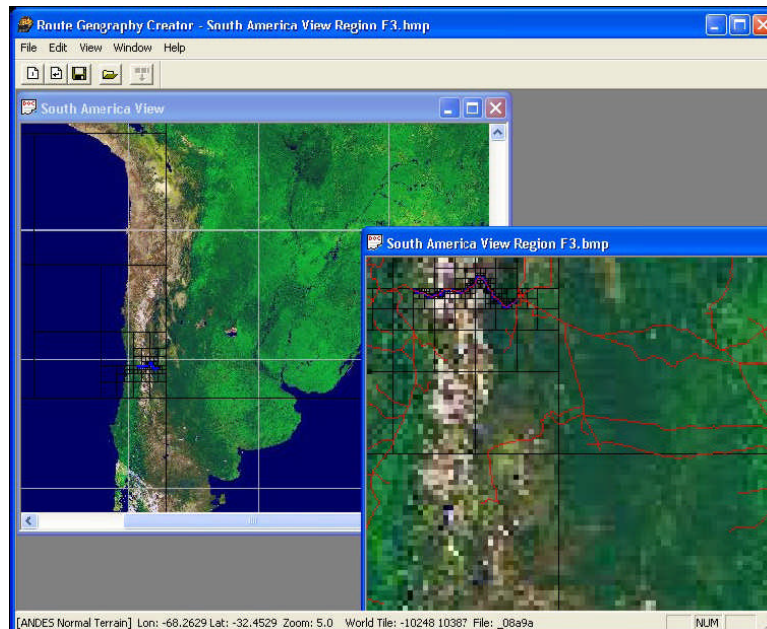 Route Geography Creator - South America View Region F3.bmp
File Edit View Window Help
South America View
South America View Region F3.bmp
[ANDES Normal Terrain] Lon: -68.2629 Lat: -32.4529 Zoom: 5.0 World Tile: -10248 10387 File: _08a9a NUM